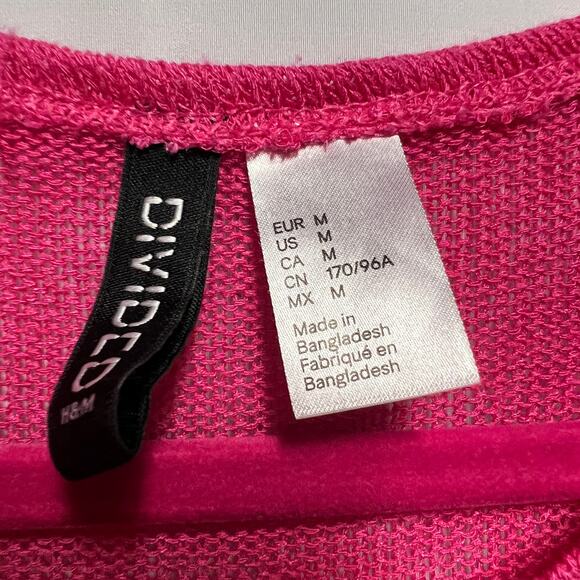 DIVIDED
H&M
EUR M
US M
CA M
CN 170/96A
MX M
Made in
Bangladesh
Fabriqué en
Bangladesh